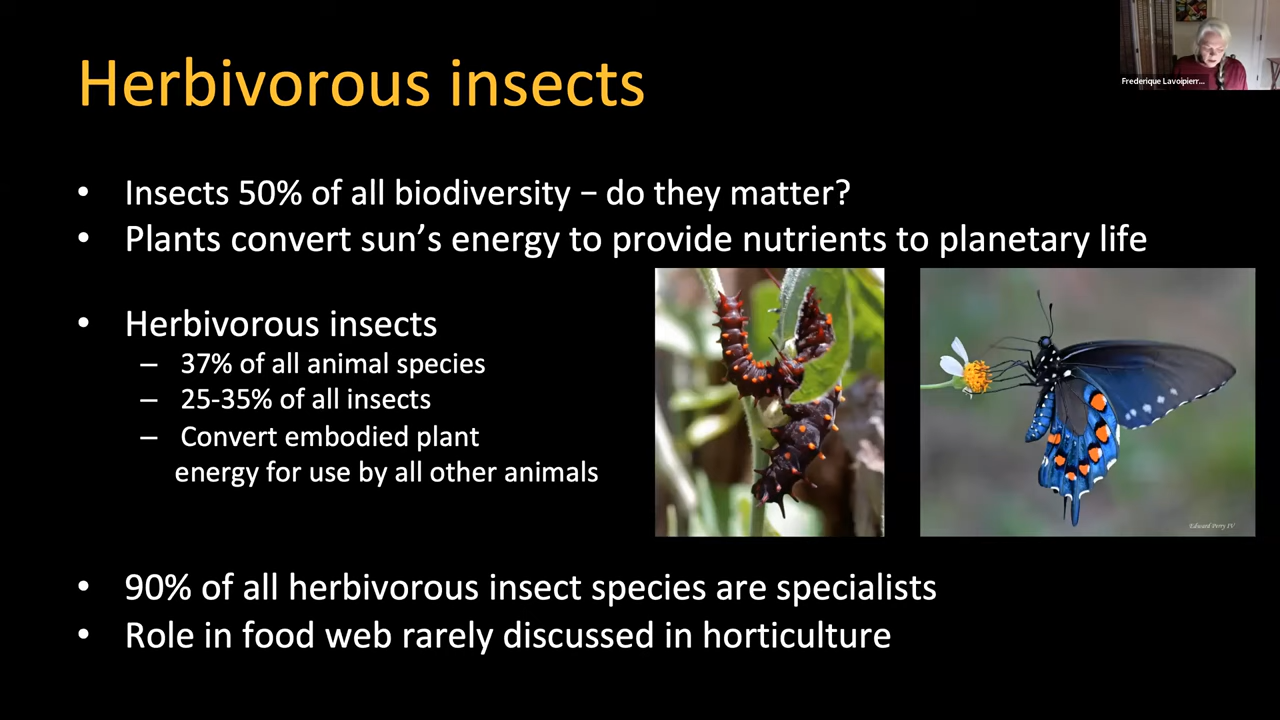 Herbivorous insects
Frederique Lavoipierr...
• Insects 50% of all biodiversity – do they matter?
• Plants convert sun’s energy to provide nutrients to planetary life
• Herbivorous insects
– 37% of all animal species
– 25-35% of all insects
– Convert embodied plant
energy for use by all other animals
Edward Perry IV
• 90% of all herbivorous insect species are specialists
• Role in food web rarely discussed in horticulture